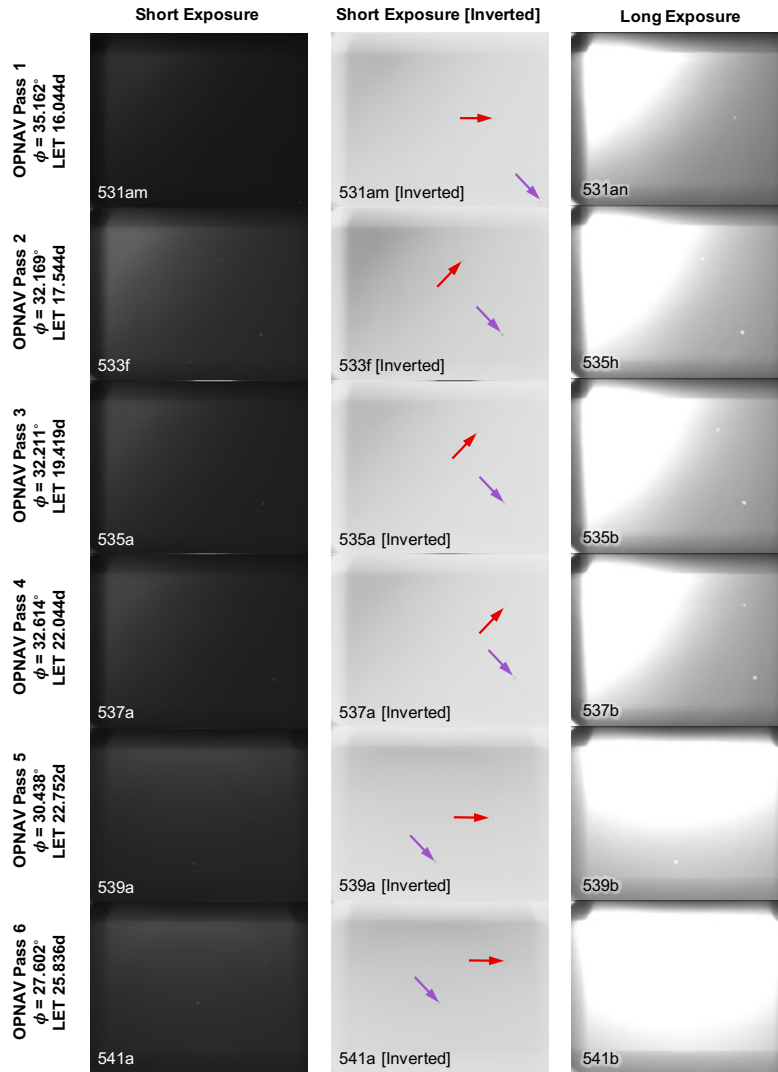 Short Exposure
Short Exposure [Inverted]
Long Exposure
OPNAV Pass 1
ϕ = 35.162°
LET 16.044d
531am
531am [Inverted]
531an
OPNAV Pass 2
ϕ = 32.169°
LET 17.544d
533f
533f [Inverted]
535h
OPNAV Pass 3
ϕ = 32.211°
LET 19.419d
535a
535a [Inverted]
535b
OPNAV Pass 4
ϕ = 32.614°
LET 22.044d
537a
537a [Inverted]
537b
OPNAV Pass 5
ϕ = 30.438°
LET 22.752d
539a
539a [Inverted]
539b
OPNAV Pass 6
ϕ = 27.602°
LET 25.836d
541a
541a [Inverted]
541b